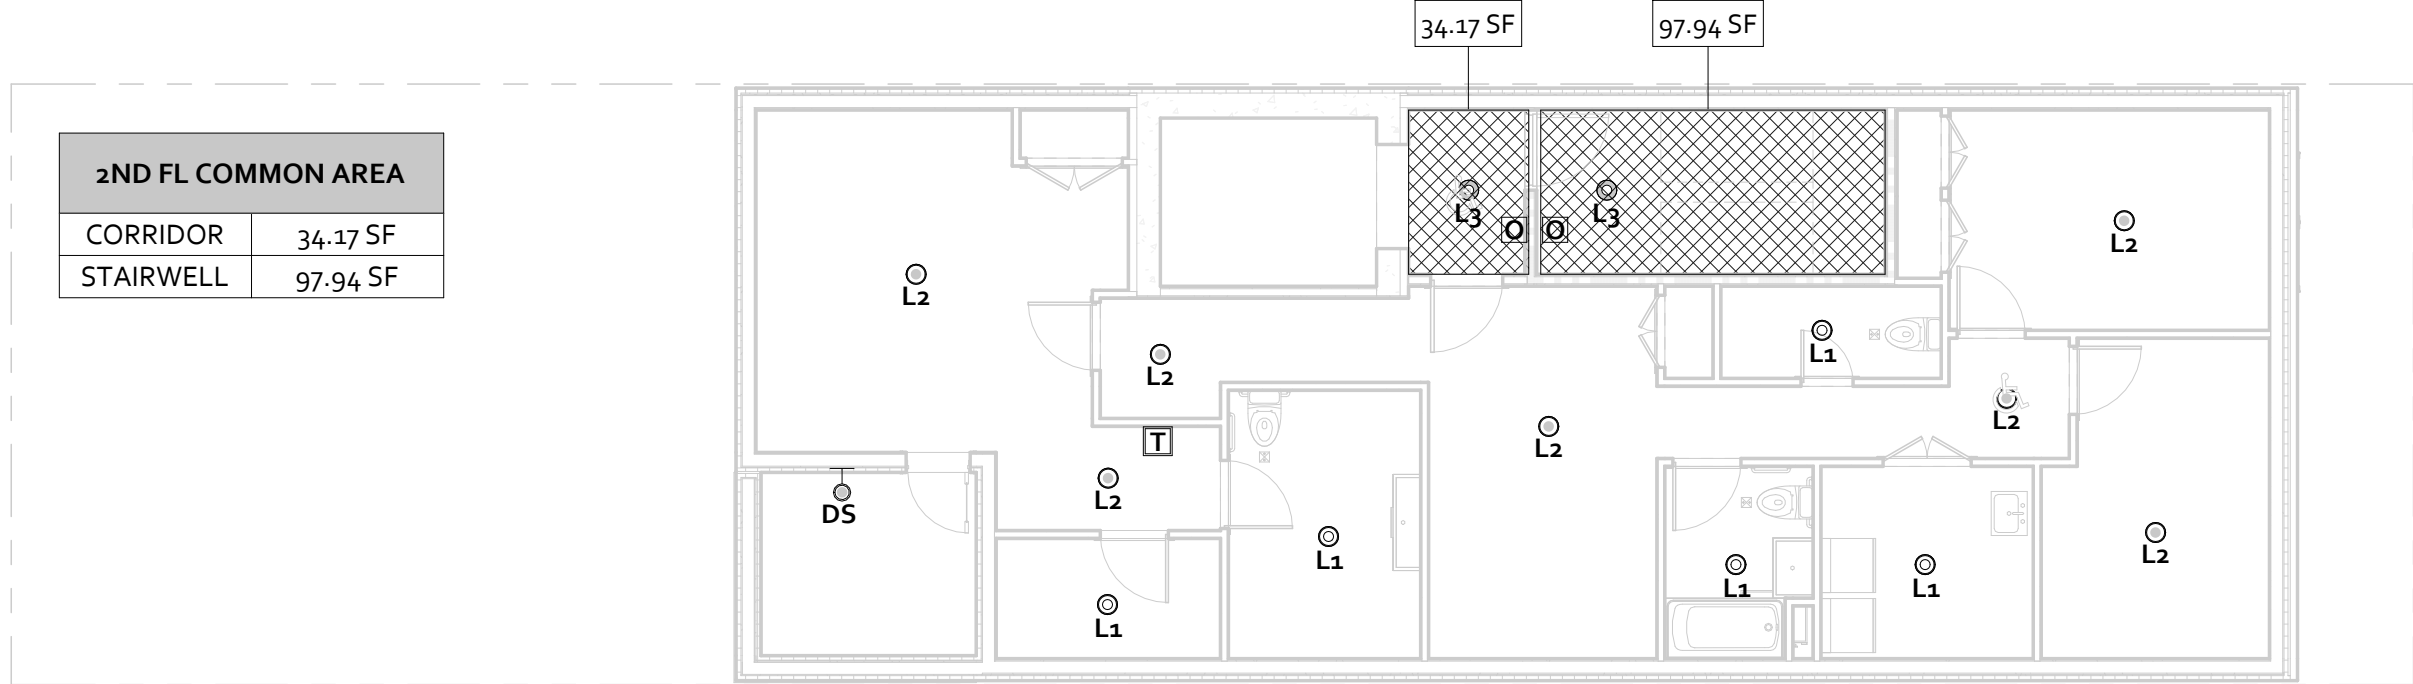 34.17 SF
97.94 SF
2ND FL COMMON AREA
CORRIDOR 34.17 SF
STAIRWELL 97.94 SF
L3
L3
O
O
L2
L2
L1
L2
L2
L2
T
L2
DS
L2
L1
L1
L1
L2
L1